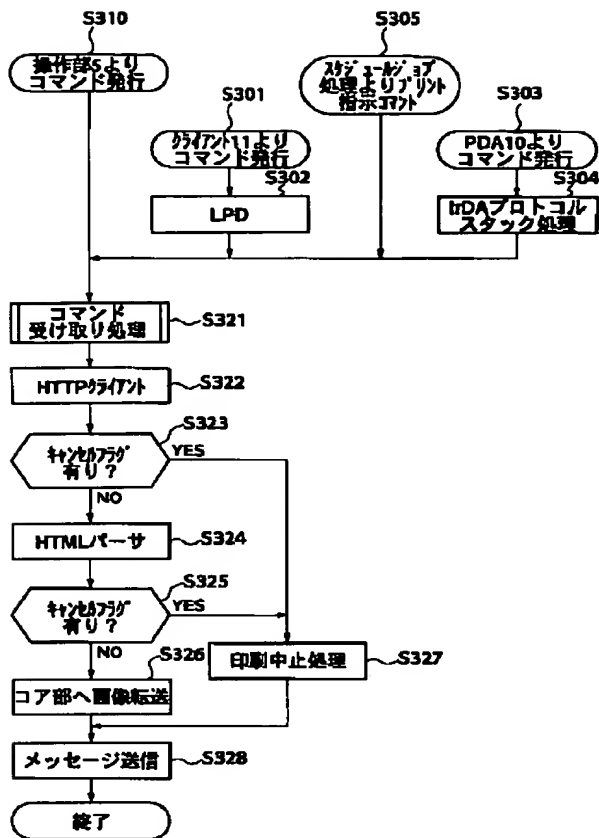 S310
操作部5より
コマンド発行
S305
スケジュールジョブ
処理よりプリント
指示コマンド
S301
クライアント11より
コマンド発行
S303
PDA10より
コマンド発行
S302
LPD
S304
IrDAプロトコル
スタック処理
コマンド
受け取り処理
S321
HTTPクライアント
S322
S323
キャンセルフラグ
有り?
YES
NO
HTMLパーサ
S324
S325
キャンセルフラグ
有り?
YES
NO
S326
コア部へ画像転送
印刷中止処理
S327
メッセージ送信
S328
終了